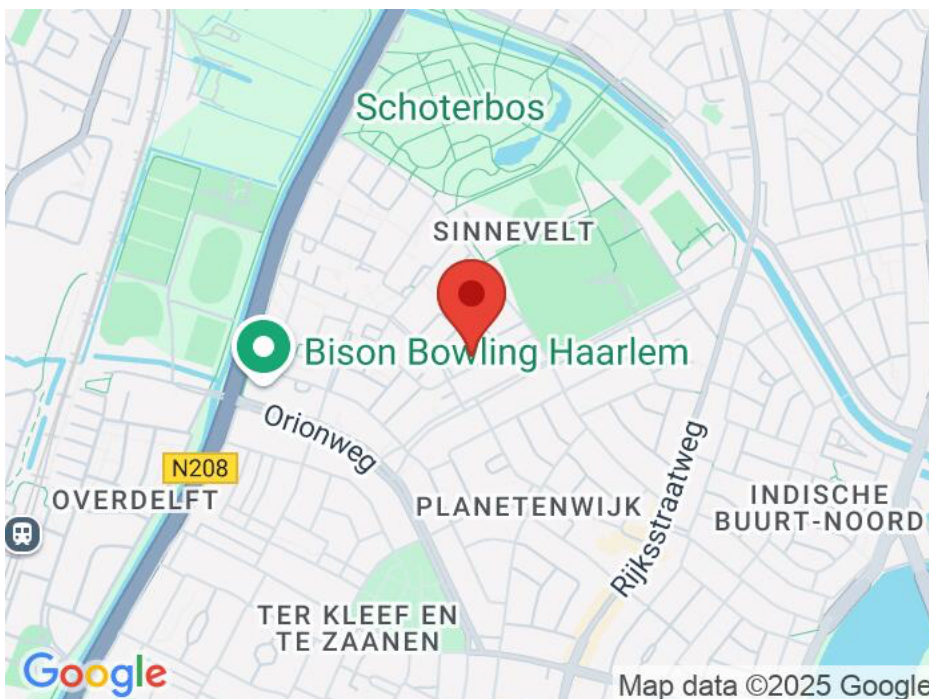 Schoterbos
SINNEVELT
Bison Bowling Haarlem
Orionweg
N208
OVERDELFT
PLANETENWIJK
Rijksstraatweg
INDISCHE
BUURT-NOORD
TER KLEEF EN
TE ZAANEN
Google
Map data ©2025 Google